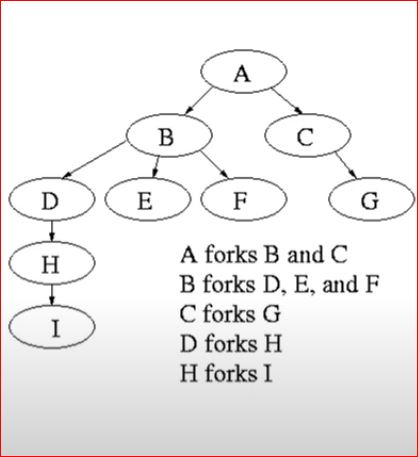 A
B
C
D
E
F
G
H
I
A forks B and C
B forks D, E, and F
C forks G
D forks H
H forks I